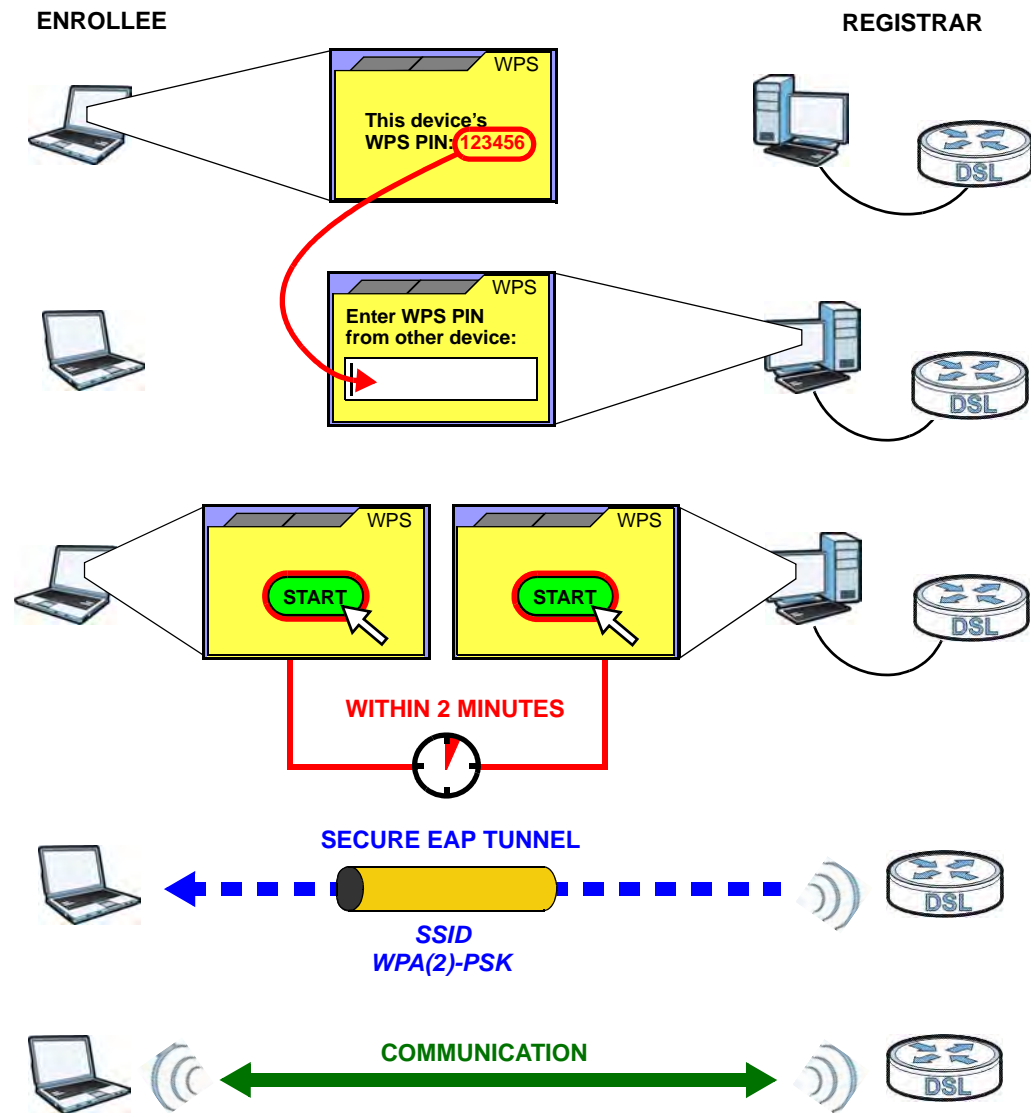 ENROLLEE
REGISTRAR
WPS
This device's
WPS PIN: 123456
DSL
WPS
Enter WPS PIN
from other device:
DSL
WPS
WPS
START
START
DSL
WITHIN 2 MINUTES
SECURE EAP TUNNEL
DSL
SSID
WPA(2)-PSK
COMMUNICATION
DSL